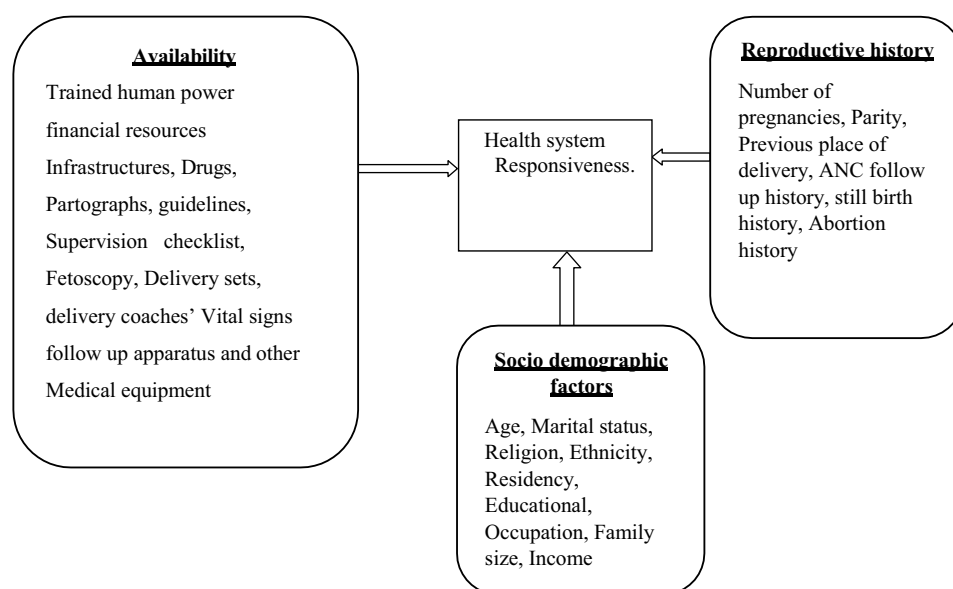 Availability
Trained human power
financial resources
Infrastructures, Drugs,
Partographs, guidelines,
Supervision checklist,
Fetoscopy, Delivery sets,
delivery coaches’ Vital signs
follow up apparatus and other
Medical equipment
Health system
Responsiveness.
Reproductive history
Number of
pregnancies, Parity,
Previous place of
delivery, ANC follow
up history, still birth
history, Abortion
history
Socio demographic
factors
Age, Marital status,
Religion, Ethnicity,
Residency,
Educational,
Occupation, Family
size, Income